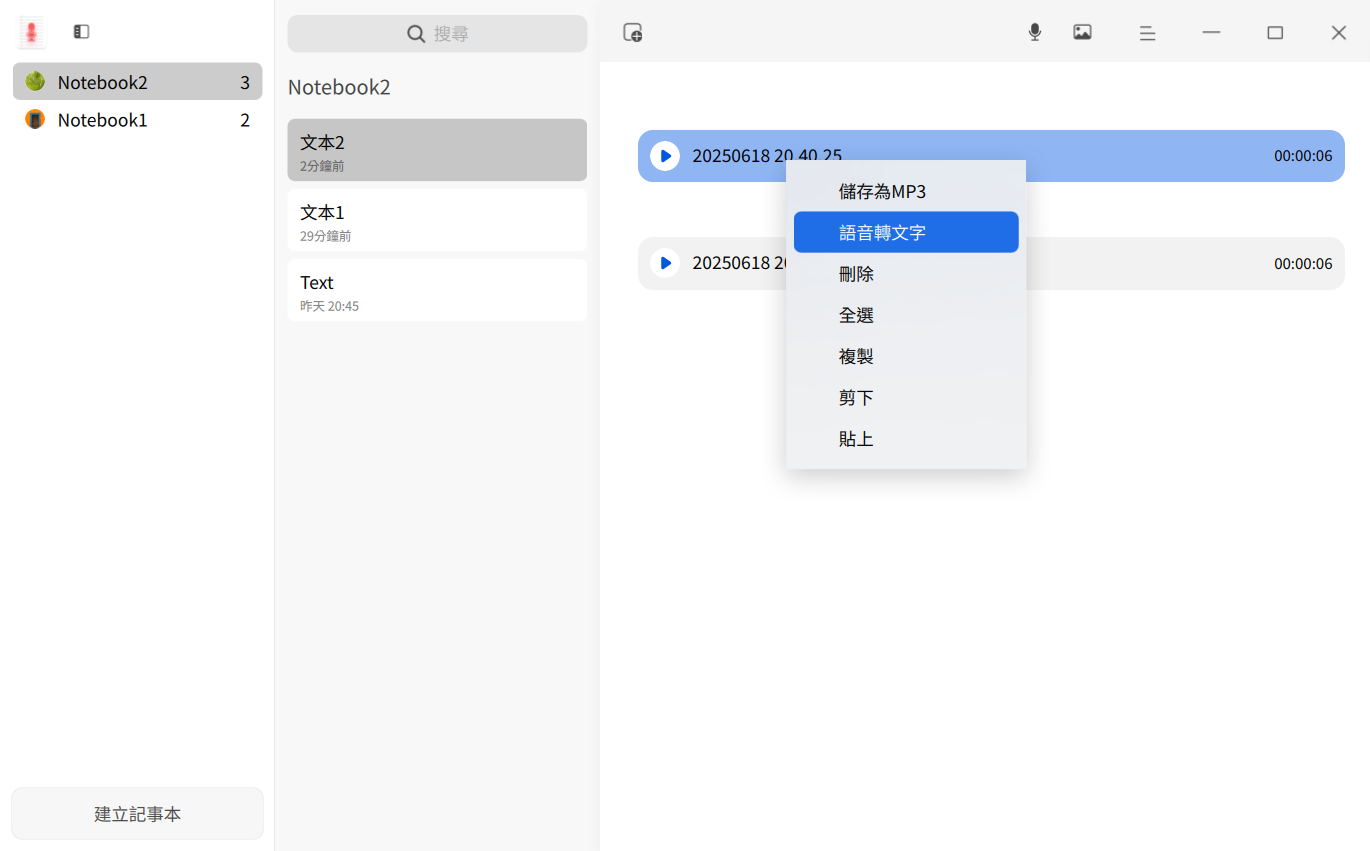 Notebook2 3
Notebook1 2
建立記事本
搜尋
Notebook2
文本2
2分鐘前
文本1
29分鐘前
Text
昨天 20:45
20250618 20.40.25 00:00:06
20250618 00:00:06
儲存為MP3
語音轉文字
刪除
全選
複製
剪下
貼上